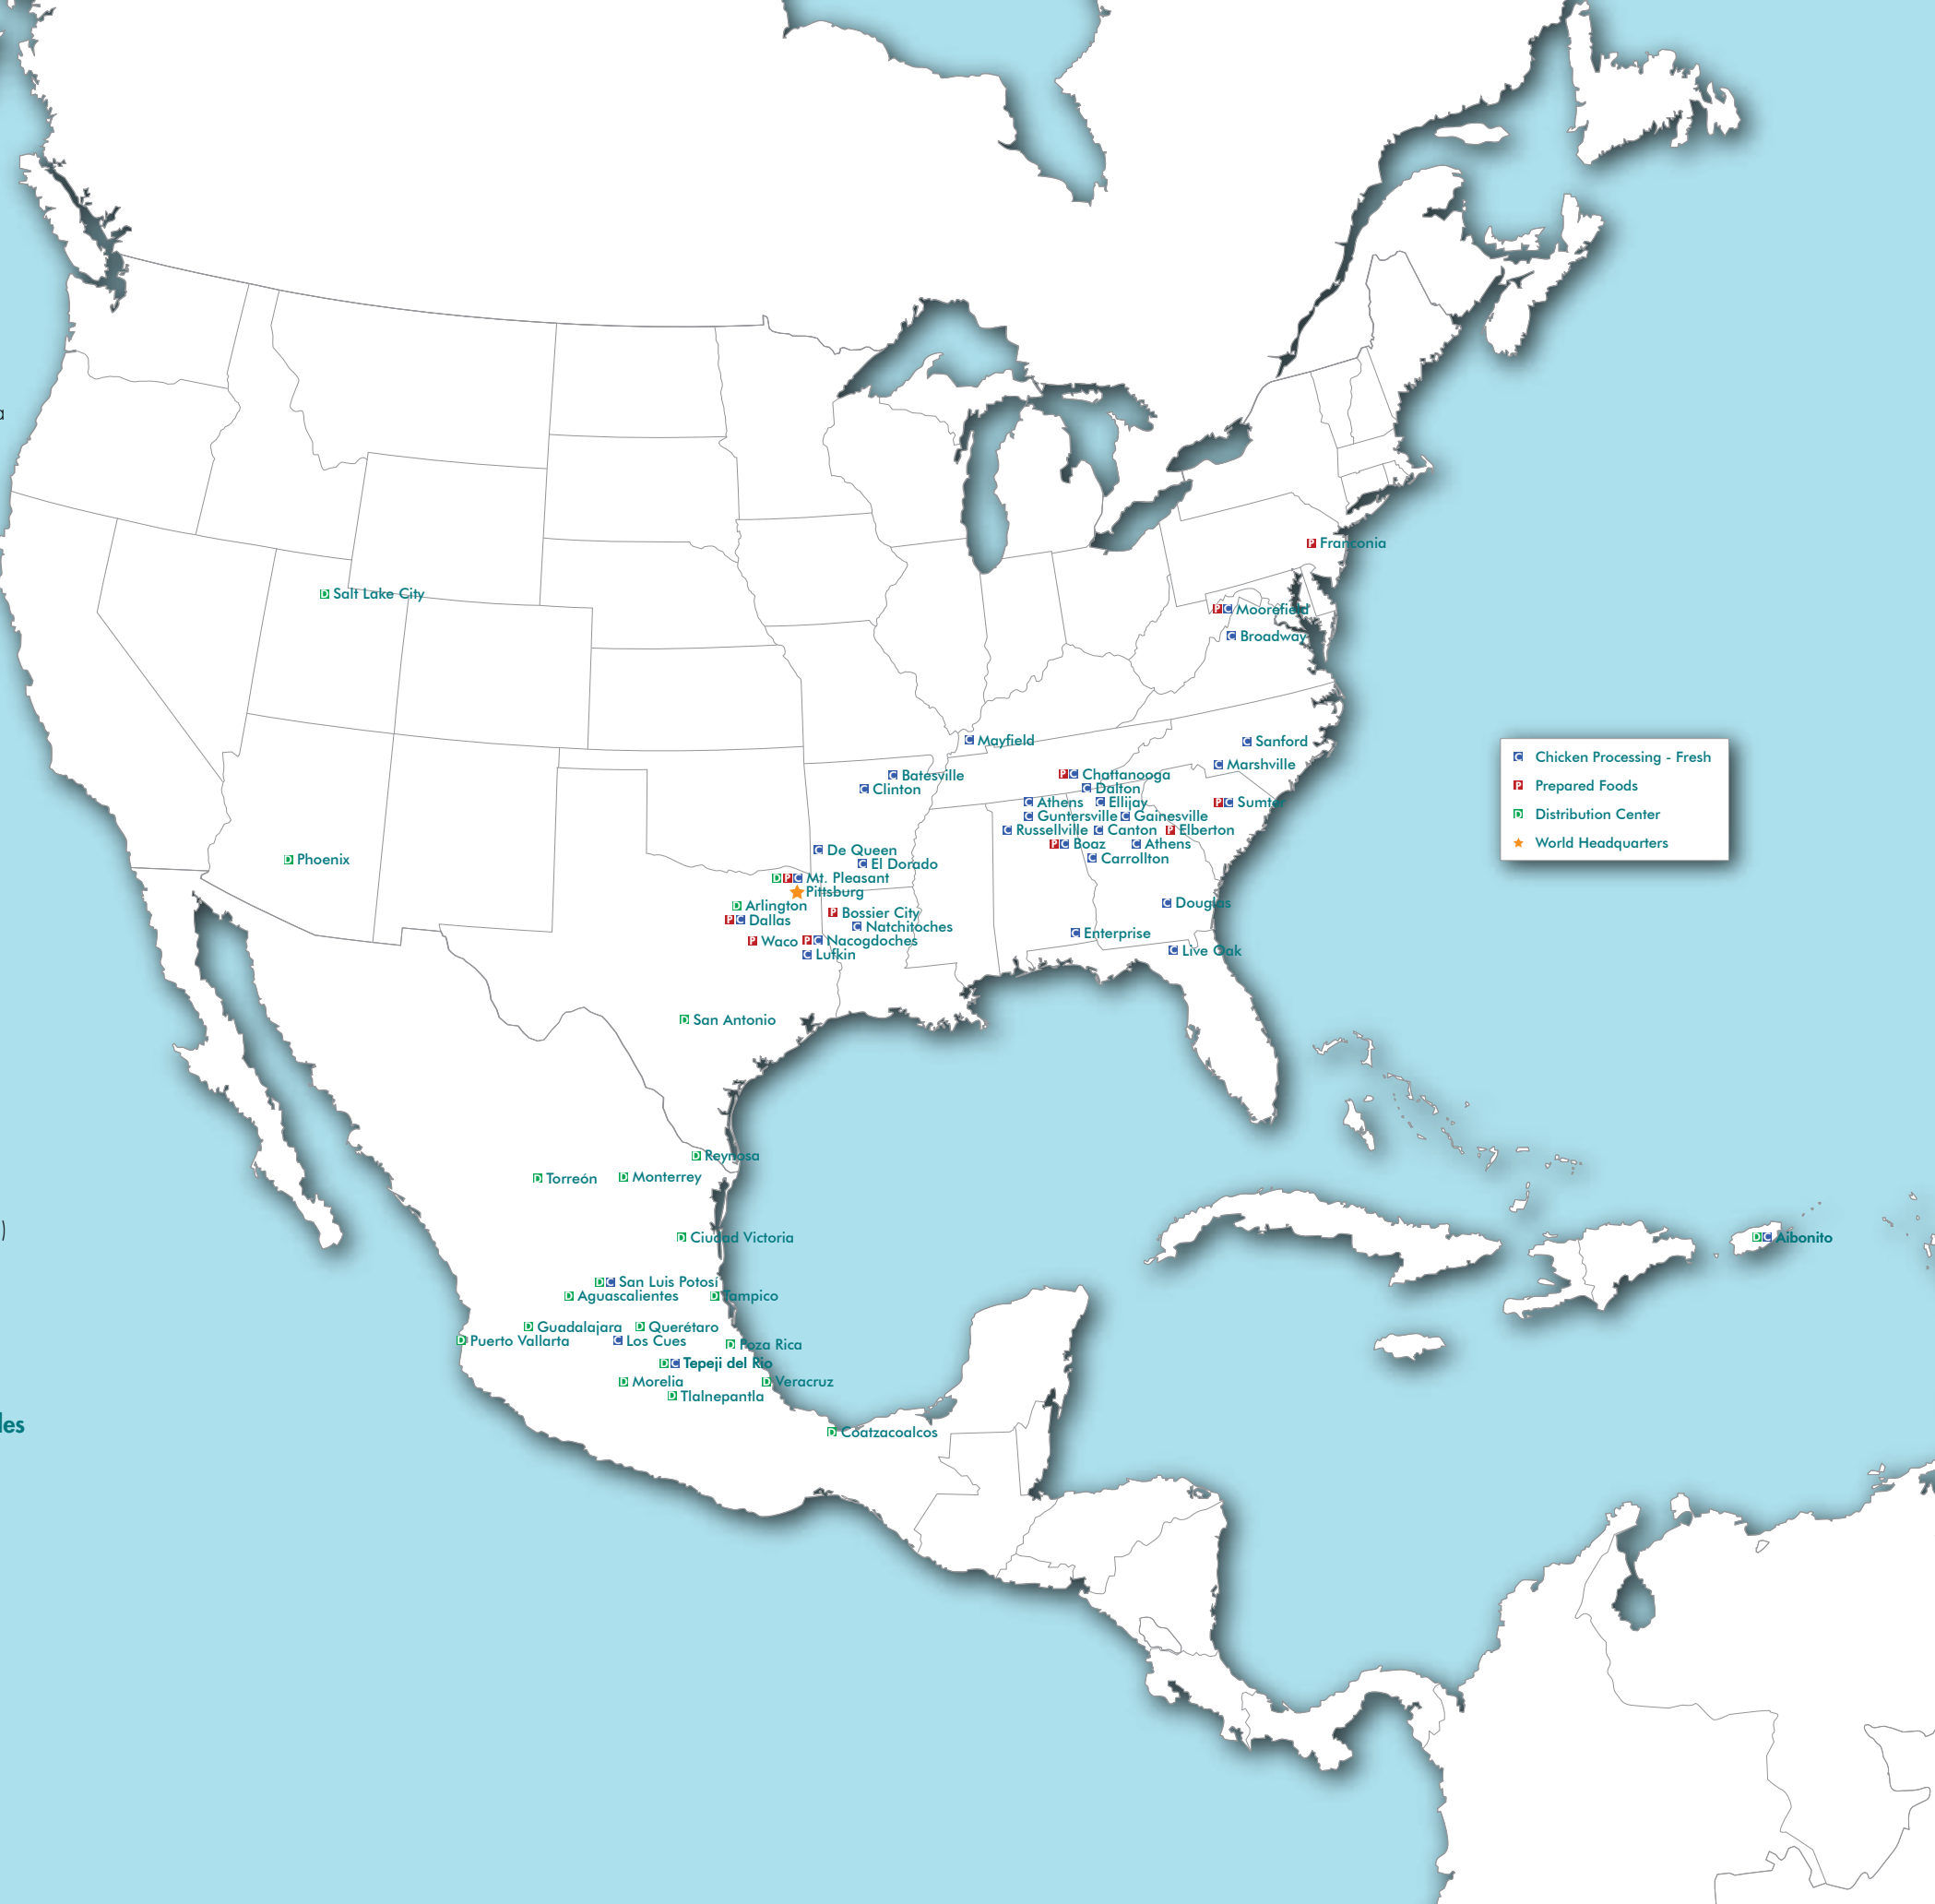 a
P Franconia
D Salt Lake City
P C Moorefield
C Broadway
C Mayfield
C Sanford
C Chicken Processing - Fresh
C Marshville
C Batesville
P C Chattanooga
P Prepared Foods
C Clinton
C Dalton
C Athens
C Ellijay
P C Sumter
D Distribution Center
C Guntersville
C Gainesville
C Russellville
C Canton
P Elberton
World Headquarters
P C Boaz
C Athens
C De Queen
D Phoenix
C Carrollton
C El Dorado
D P C Mt. Pleasant
Pittsburg
D Arlington
C Douglas
P Bossier City
P C Dallas
C Natchitoches
C Enterprise
P Waco
P C Nacogdoches
C Live Oak
C Lufkin
D San Antonio
D Reynosa
D Torreón
D Monterrey
)
D Ciudad Victoria
D C Aibonito
D C San Luis Potosí
D Aguascalientes
D Tampico
D Guadalajara
D Querétaro
D Puerto Vallarta
C Los Cues
D Poza Rica
D C Tepeji del Rio
D Morelia
D Veracruz
D Tlalnepantla
les
D Coatzacoalcos